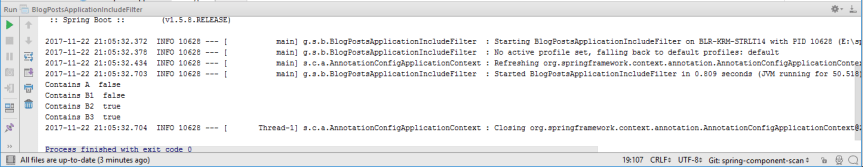 Run BlogPostsApplicationIncludeFilter
:: Spring Boot :: (v1.5.8.RELEASE)
2017-11-22 21:05:32.372 INFO 10628 --- [ main] g.s.b.BlogPostsApplicationIncludeFilter : Starting BlogPostsApplicationIncludeFilter on BLR-KRM-STRLT14 with PID 10628 (E:\sp
2017-11-22 21:05:32.378 INFO 10628 --- [ main] g.s.b.BlogPostsApplicationIncludeFilter : No active profile set, falling back to default profiles: default
2017-11-22 21:05:32.434 INFO 10628 --- [ main] s.c.a.AnnotationConfigApplicationContext : Refreshing org.springframework.context.annotation.AnnotationConfigApplicationConte
2017-11-22 21:05:32.703 INFO 10628 --- [ main] g.s.b.BlogPostsApplicationIncludeFilter : Started BlogPostsApplicationIncludeFilter in 0.809 seconds (JVM running for 50.518)
Contains A false
Contains B1 false
Contains B2 true
Contains B3 true
2017-11-22 21:05:32.704 INFO 10628 --- [ Thread-1] s.c.a.AnnotationConfigApplicationContext : Closing org.springframework.context.annotation.AnnotationConfigApplicationContext@2
Process finished with exit code 0
All files are up-to-date (3 minutes ago) 19:107 CRLF÷ UTF-8÷ Git: spring-component-scan÷